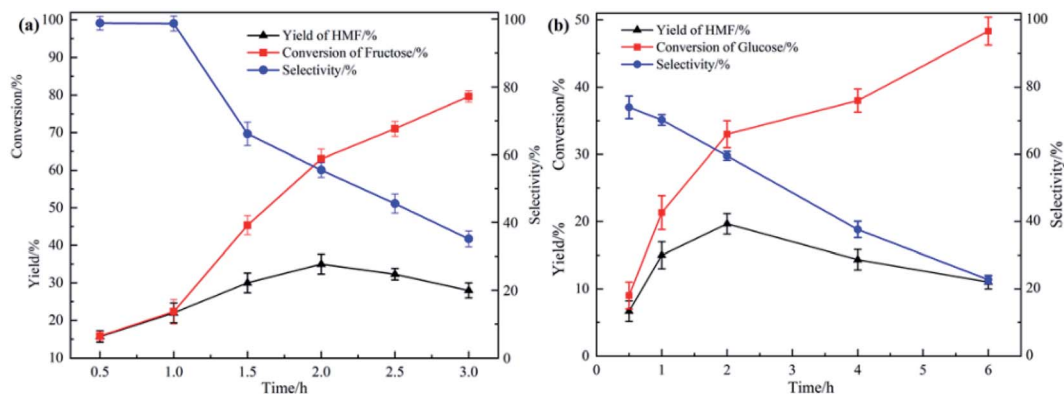 (a)
Yield of HMF/%
Conversion of Fructose/%
Selectivity/%
Conversion/%
Yield/%
100
90
80
70
60
50
40
30
20
10
100
80
60
40
20
0
Selectivity/%
0.5 1.0 1.5 2.0 2.5 3.0
Time/h
(b)
Yield of HMF/%
Conversion of Glucose/%
Selectivity/%
Conversion/%
Yield/%
50
40
30
20
10
0
100
80
60
40
20
0
Selectivity/%
0 1 2 3 4 5 6
Time/h